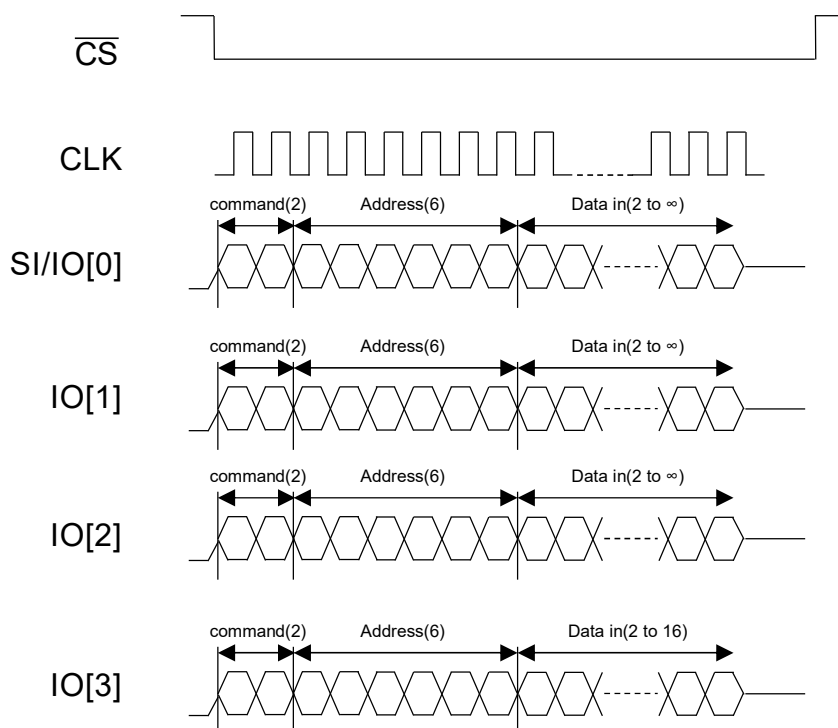 CS
CLK
command(2) Address(6) Data in(2 to ∞)
SI/IO[0]
command(2) Address(6) Data in(2 to ∞)
IO[1]
command(2) Address(6) Data in(2 to ∞)
IO[2]
command(2) Address(6) Data in(2 to 16)
IO[3]